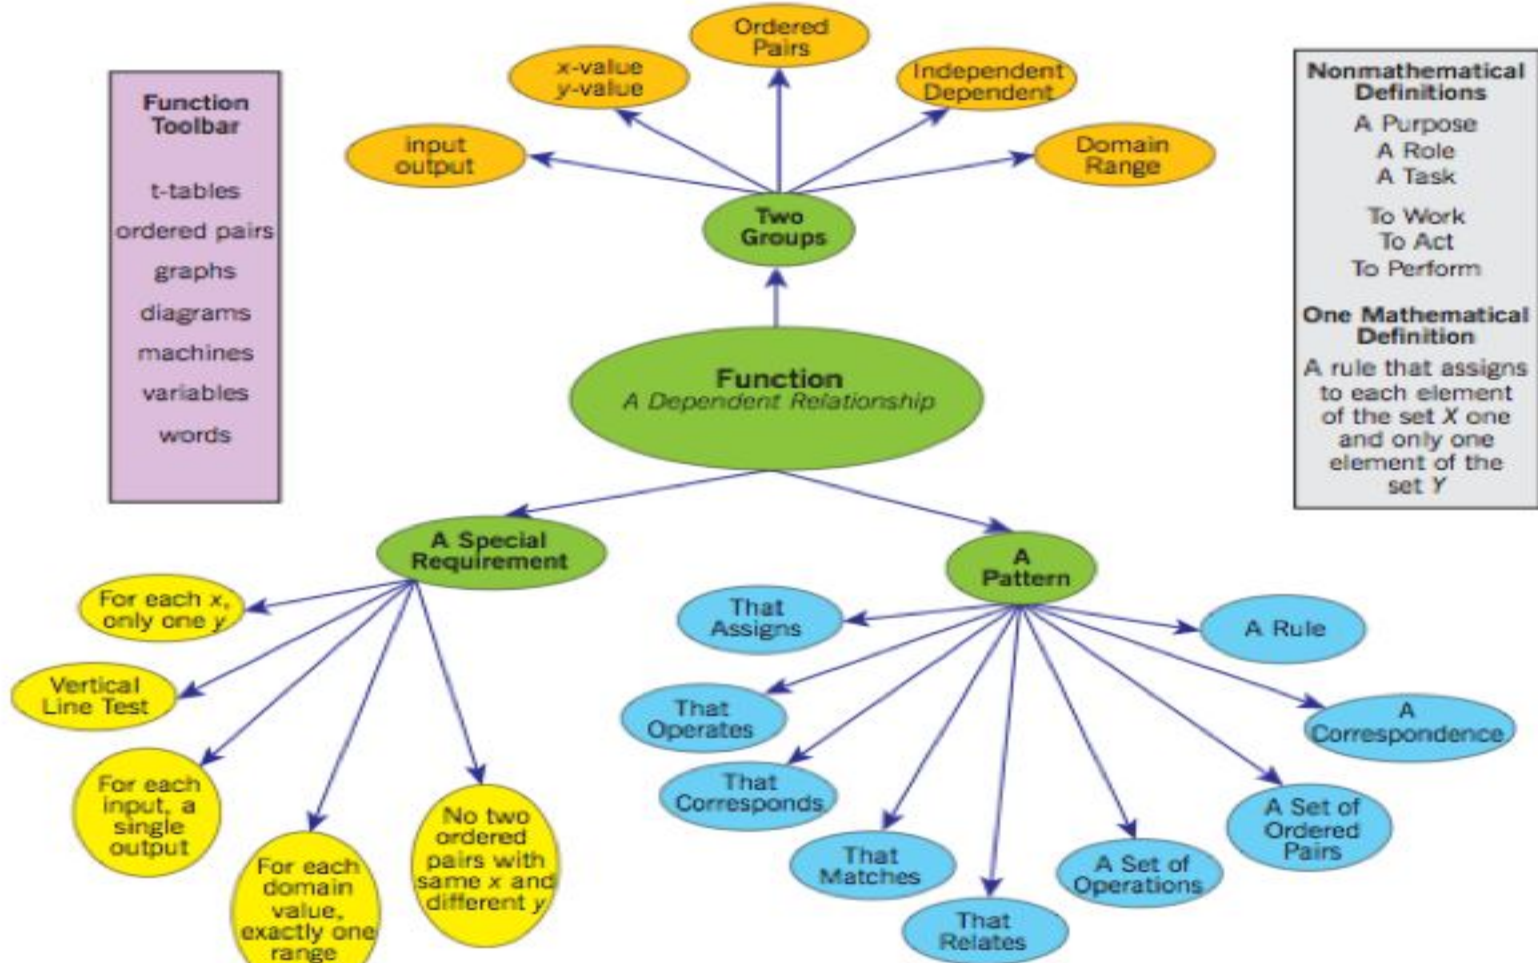 Function
Toolbar
t-tables
ordered pairs
graphs
diagrams
machines
variables
words
Ordered
Pairs
x-value
y-value
Independent
Dependent
input
output
Domain
Range
Two
Groups
Function
A Dependent Relationship
Nonmathematical
Definitions
A Purpose
A Role
A Task
To Work
To Act
To Perform
One Mathematical
Definition
A rule that assigns
to each element
of the set X one
and only one
element of the
set Y
A Special
Requirement
For each x,
only one y
Vertical
Line Test
For each
input, a
single
output
For each
domain
value,
exactly one
range
No two
ordered
pairs with
same x and
different y
A
Pattern
That
Assigns
That
Operates
That
Corresponds
That
Matches
That
Relates
A Set of
Operations
A Set of
Ordered
Pairs
A
Correspondence
A Rule